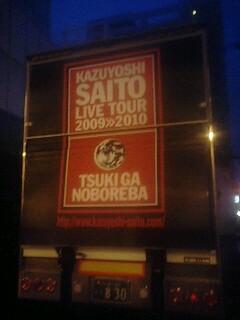 KAZUYOSHI
SAITO
LIVE TOUR
2009»2010
TSUKI GA
NOBOREBA
http://www.kazuyoshi-saito.com/
830